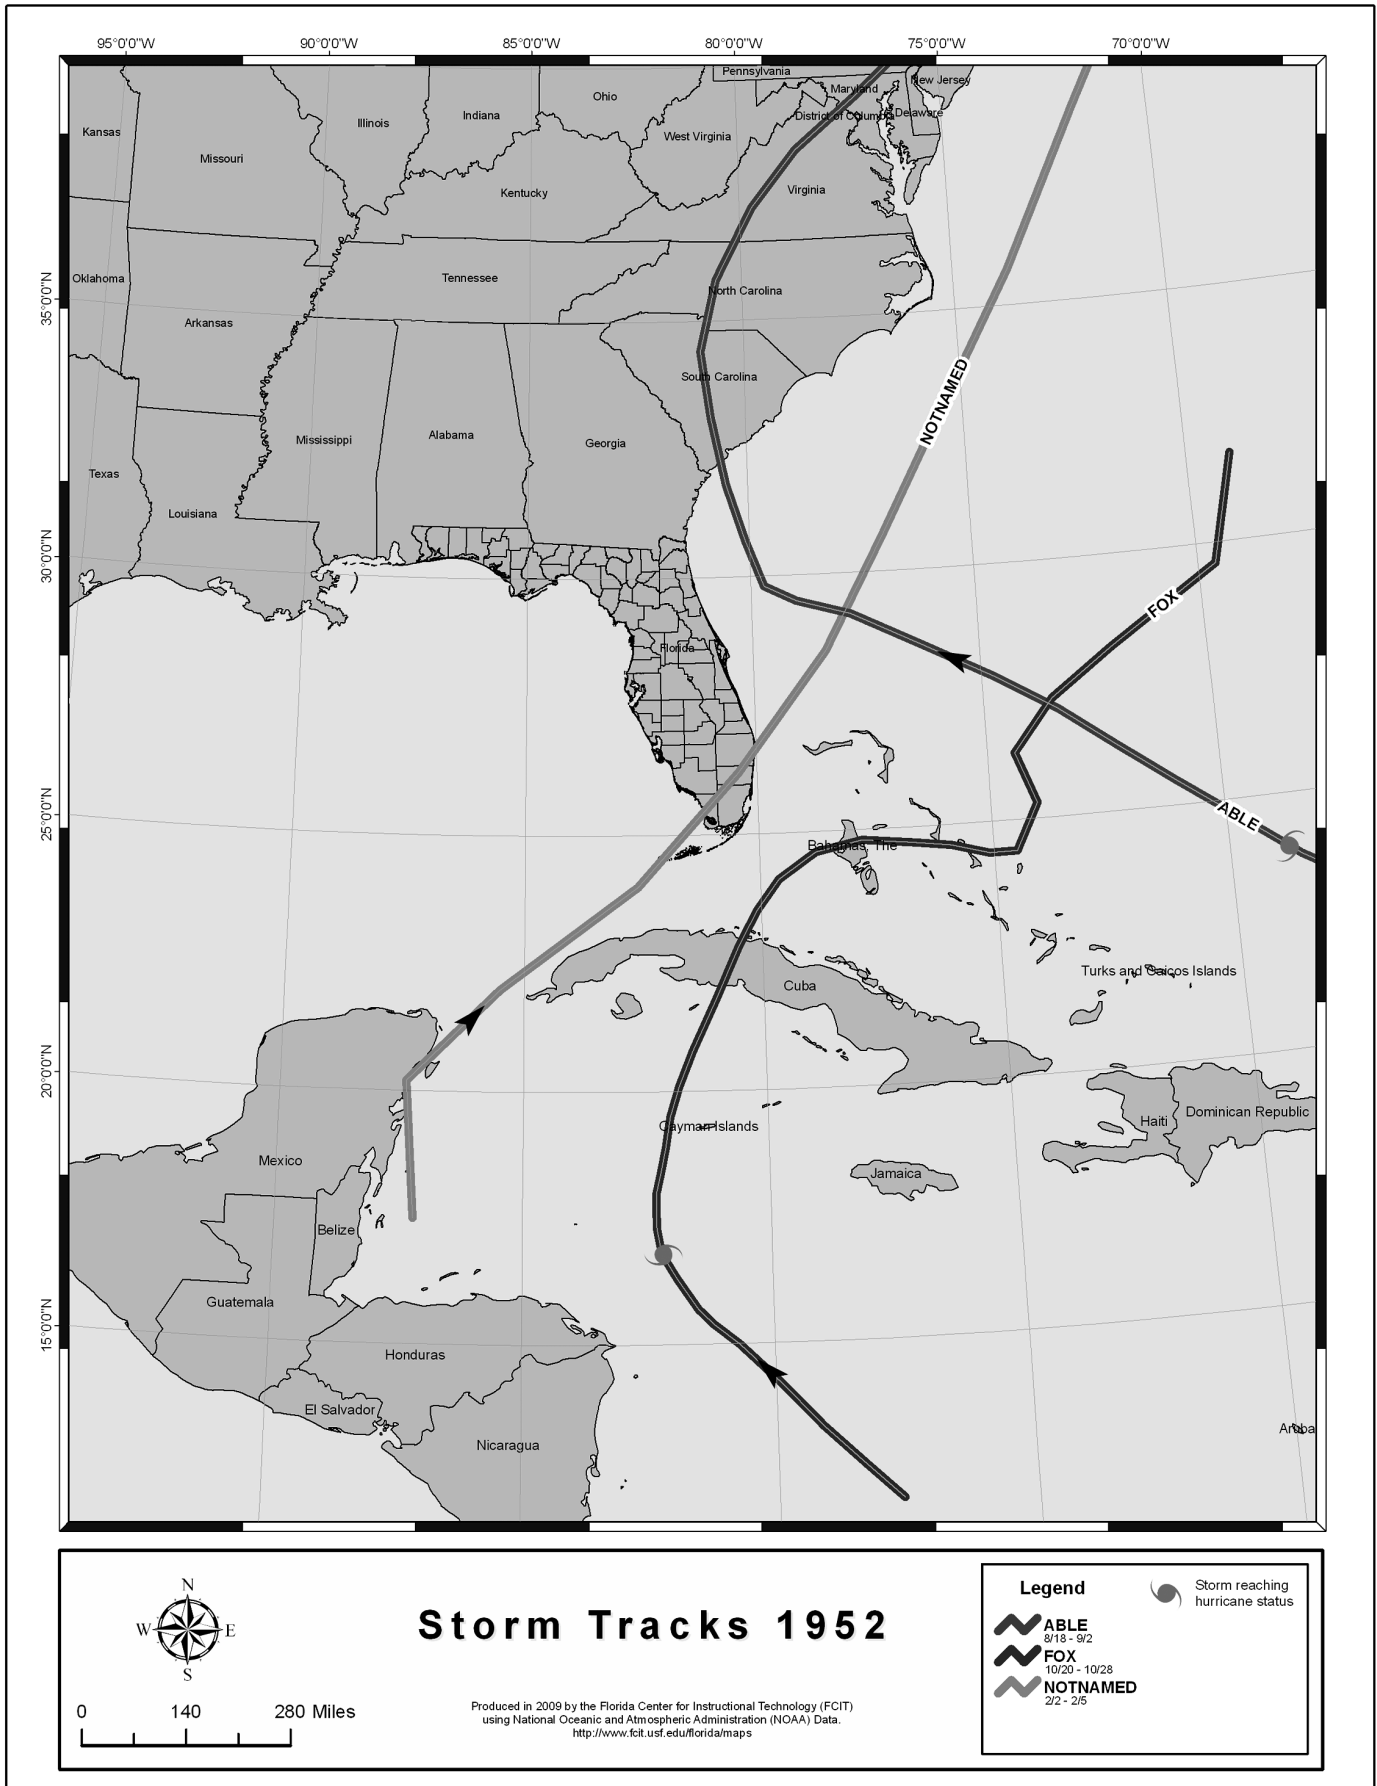 95°0'0"W
90°0'0"W
85°0'0"W
80°0'0"W
75°0'0"W
70°0'0"W
Pennsylvania
New Jersey
Maryland
Ohio
Indiana
Illinois
Delaware
District of Columbia
Kansas
West Virginia
Missouri
Kentucky
Virginia
Oklahoma
Tennessee
North Carolina
35°0'0"N
Arkansas
South Carolina
NOTNAMED
Mississippi
Alabama
Georgia
Texas
Louisiana
30°0'0"N
FOX
Florida
25°0'0"N
ABLE
Bahamas, The
Turks and Caicos Islands
Cuba
20°0'0"N
Cayman Islands
Haiti
Dominican Republic
Mexico
Jamaica
Belize
Guatemala
15°0'0"N
Honduras
El Salvador
Aruba
Nicaragua
N
W
E
S
0
140
280 Miles
Storm Tracks 1952
Produced in 2009 by the Florida Center for Instructional Technology (FCIT)
using National Oceanic and Atmospheric Administration (NOAA) Data.
http://www.fcit.usf.edu/florida/maps
Legend
ABLE
8/18 - 9/2
FOX
10/20 - 10/28
NOTNAMED
2/2 - 2/5
Storm reaching
hurricane status